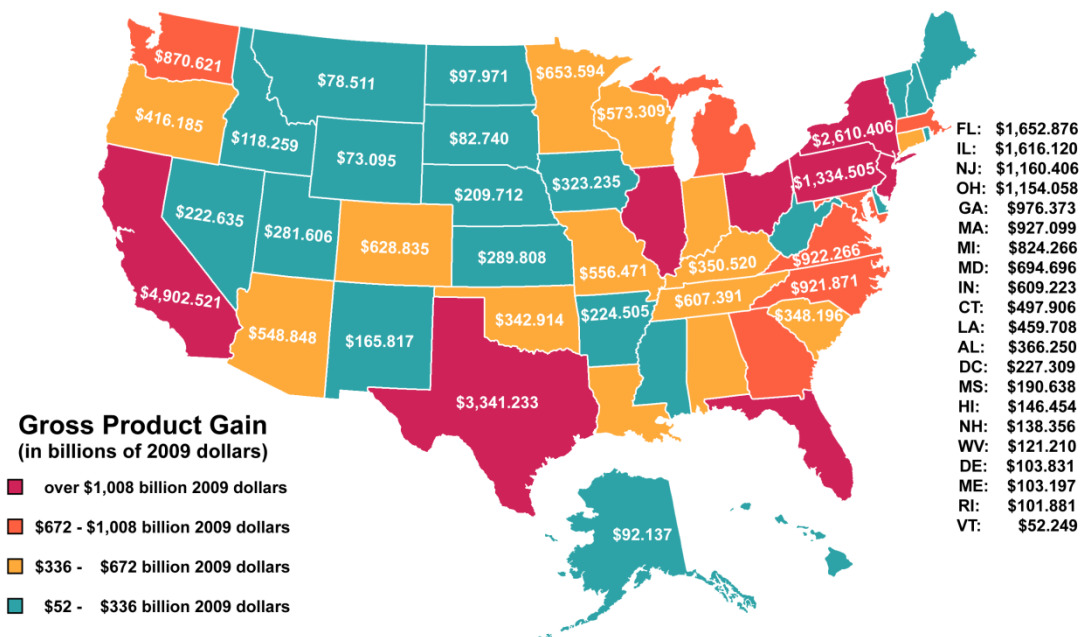 $870.621
$78.511
$97.971
$653.594
$416.185
$118.259
$82.740
$573.309
$2,610.406
$73.095
$1,334.505
$209.712
$323.235
$222.635
$281.606
$628.835
$289.808
$556.471
$350.520
$922.266
$4,902.521
$921.871
$607.391
$548.848
$165.817
$342.914
$224.505
$348.196
$3,341.233
$92.137
FL: $1,652.876
IL: $1,616.120
NJ: $1,160.406
OH: $1,154.058
GA: $976.373
MA: $927.099
MI: $824.266
MD: $694.696
IN: $609.223
CT: $497.906
LA: $459.708
AL: $366.250
DC: $227.309
MS: $190.638
HI: $146.454
NH: $138.356
WV: $121.210
DE: $103.831
ME: $103.197
RI: $101.881
VT: $52.249
Gross Product Gain
(in billions of 2009 dollars)
over $1,008 billion 2009 dollars
$672 - $1,008 billion 2009 dollars
$336 - $672 billion 2009 dollars
$52 - $336 billion 2009 dollars